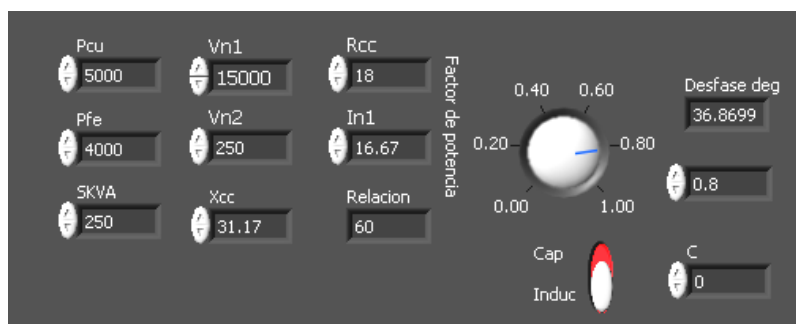 Pcu
5000
Vn1
15000
Rcc
18
Pfe
4000
Vn2
250
In1
16.67
SKVA
250
Xcc
31.17
Relacion
60
Factor de potencia
0.40
0.60
0.20
0.80
0.00
1.00
Desfase deg
36.8699
0.8
Cap
Induc
C
0